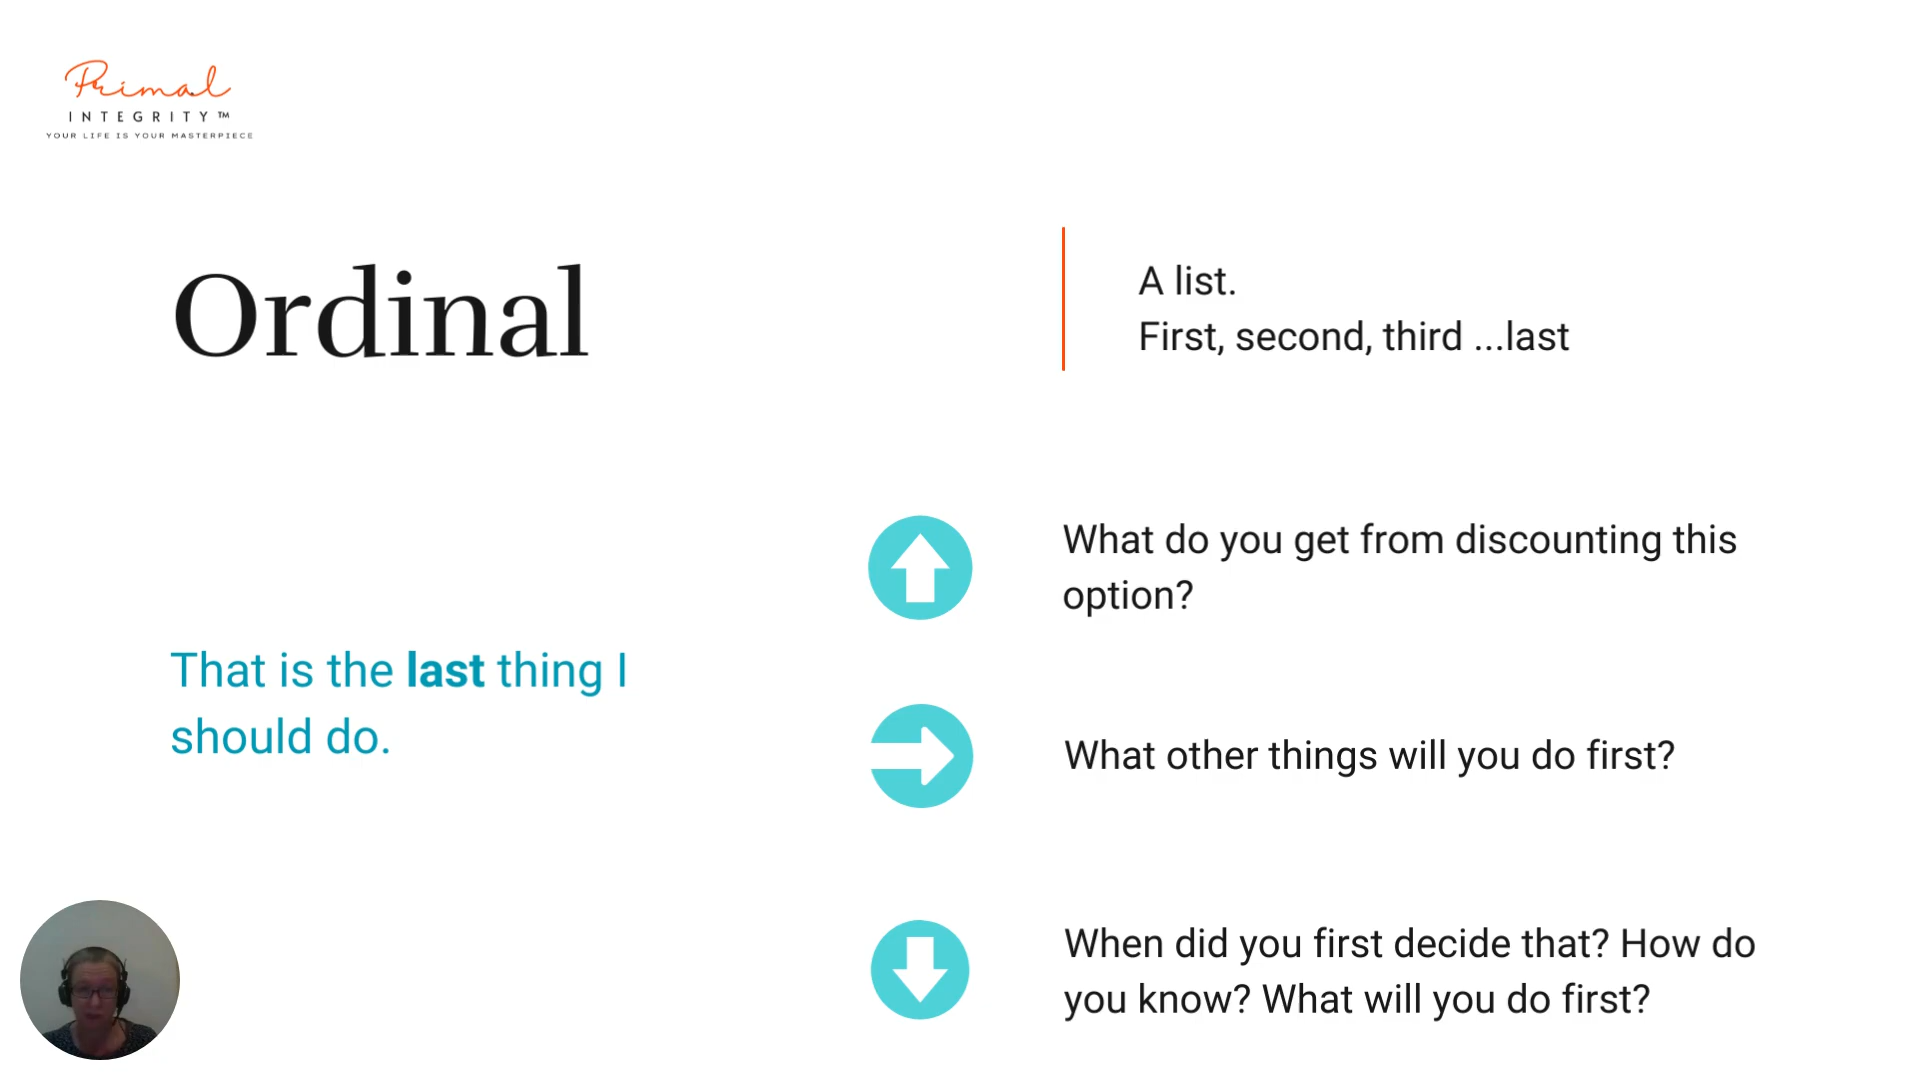 Primal
INTEGRITY™
YOUR LIFE IS YOUR MASTERPIECE
Ordinal
A list.
First, second, third ...last
That is the last thing I
should do.
What do you get from discounting this
option?
What other things will you do first?
When did you first decide that? How do
you know? What will you do first?